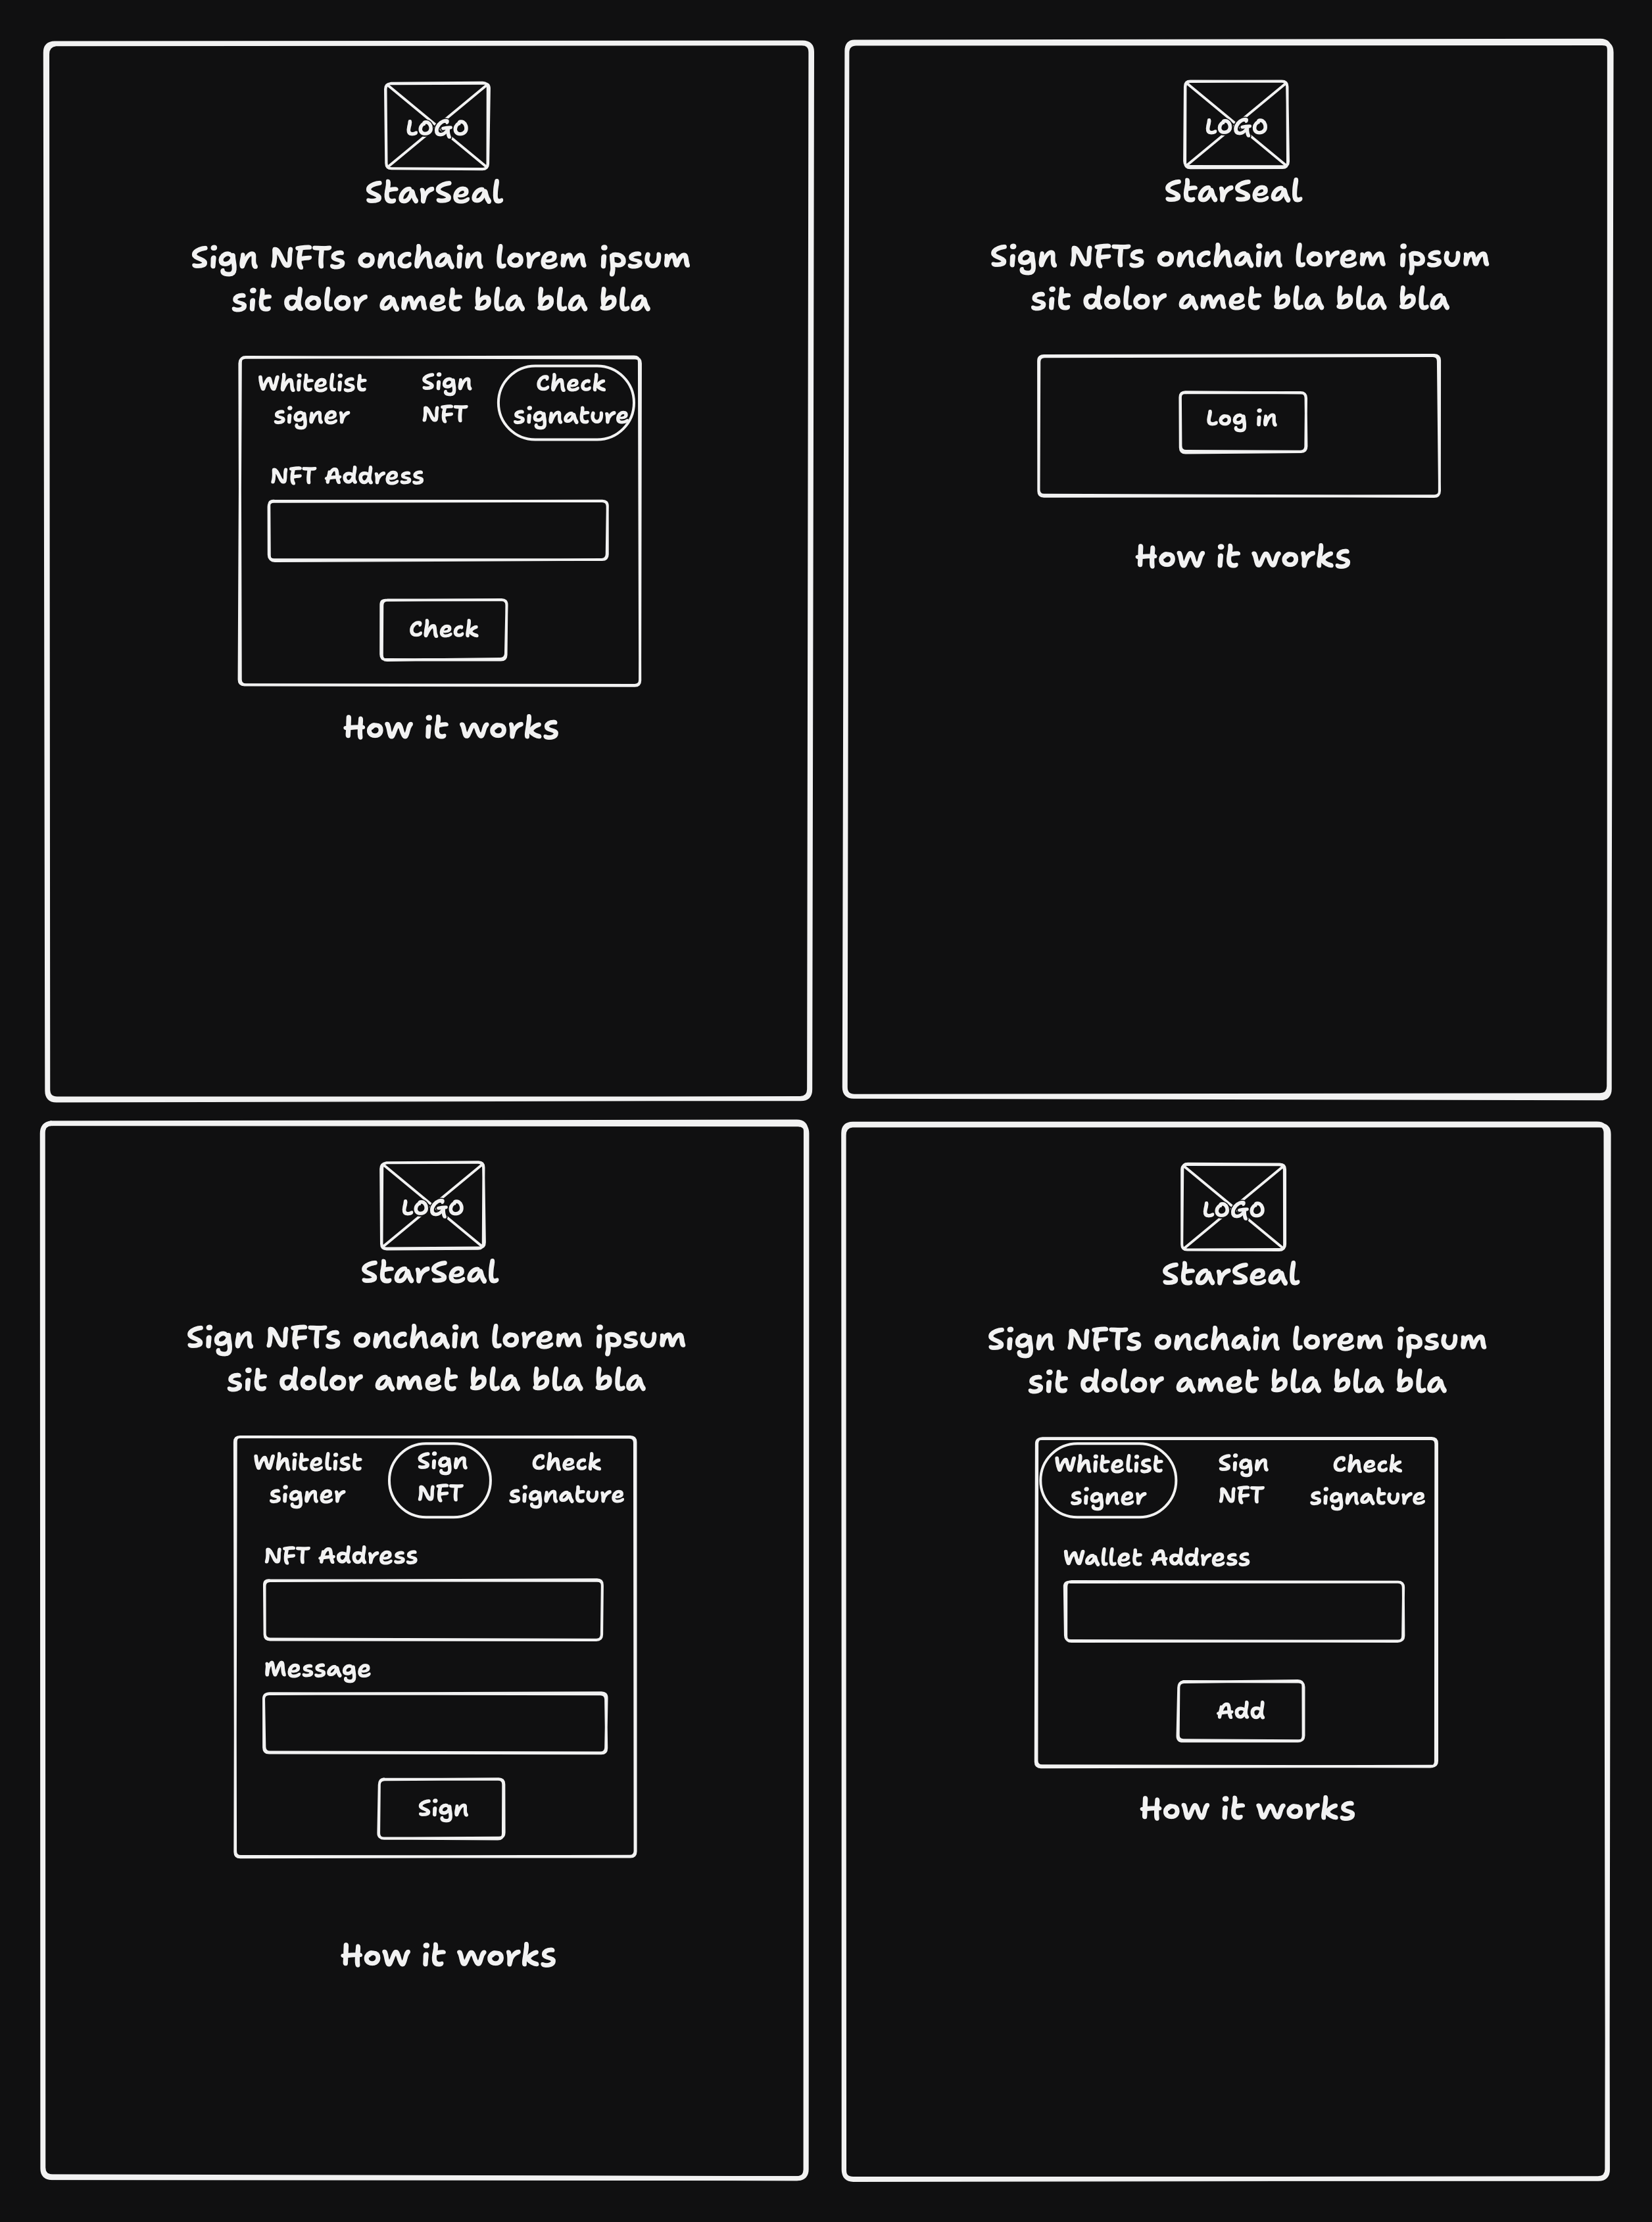 LOGO
StarSeal
Sign NFTs onchain lorem ipsum
sit dolor amet bla bla bla
Whitelist
signer
Sign
NFT
Check
signature
NFT Address
Check
How it works
LOGO
StarSeal
Sign NFTs onchain lorem ipsum
sit dolor amet bla bla bla
Log in
How it works
LOGO
StarSeal
Sign NFTs onchain lorem ipsum
sit dolor amet bla bla bla
Whitelist
signer
Sign
NFT
Check
signature
NFT Address
Message
Sign
How it works
LOGO
StarSeal
Sign NFTs onchain lorem ipsum
sit dolor amet bla bla bla
Whitelist
signer
Sign
NFT
Check
signature
Wallet Address
Add
How it works